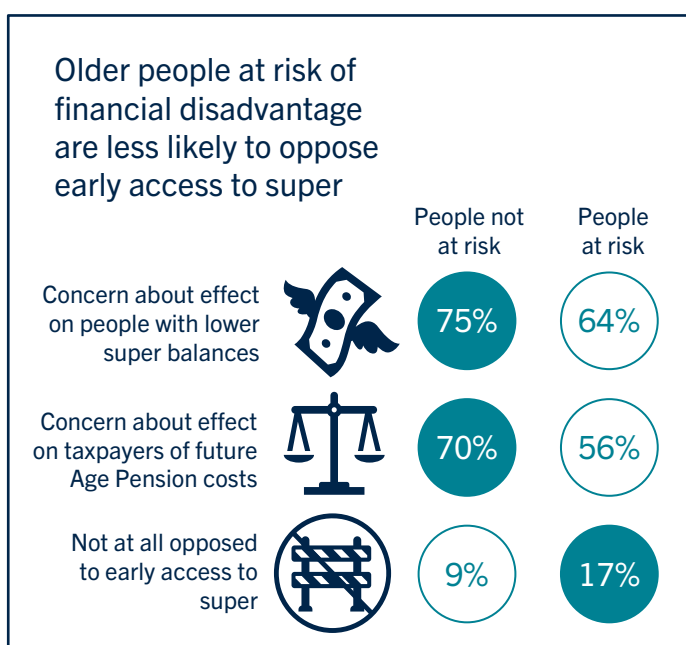 Older people at risk of
financial disadvantage
are less likely to oppose
early access to super
People not
at risk
People
at risk
Concern about effect
on people with lower
super balances
75%
64%
Concern about effect
on taxpayers of future
Age Pension costs
70%
56%
Not at all opposed
to early access to
super
9%
17%